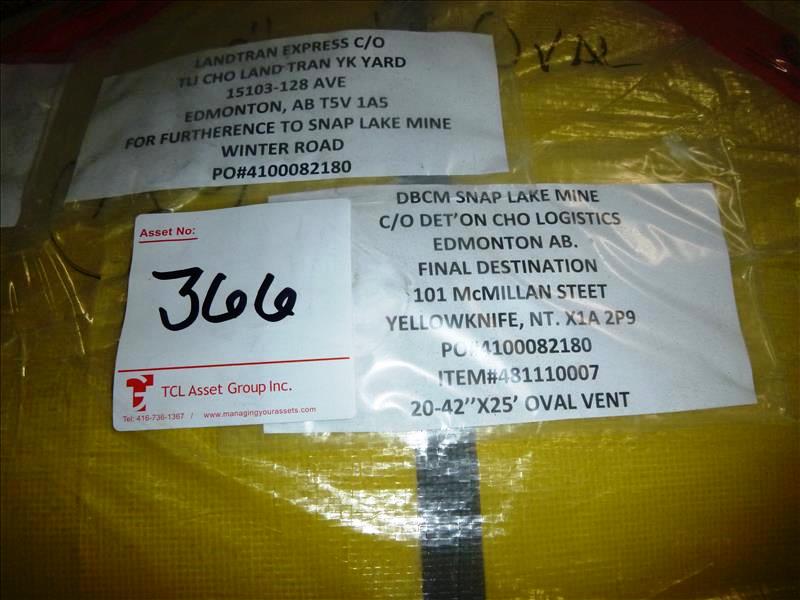 OVAL
LANDTRAN EXPRESS C/O
TLI CHO LAND TRAN YK YARD
15103-128 AVE
EDMONTON, AB T5V 1A5
FOR FURTHERENCE TO SNAP LAKE MINE
WINTER ROAD
PO#4100082180
DBCM SNAP LAKE MINE
C/O DET'ON CHO LOGISTICS
EDMONTON AB.
FINAL DESTINATION
101 McMILLAN STEET
YELLOWKNIFE, NT. X1A 2P9
PO#4100082180
ITEM#481110007
20-42''X25' OVAL VENT
Asset No:
366
TCL Asset Group Inc.
Tel: 416-736-1367 / www.managingyourassets.com